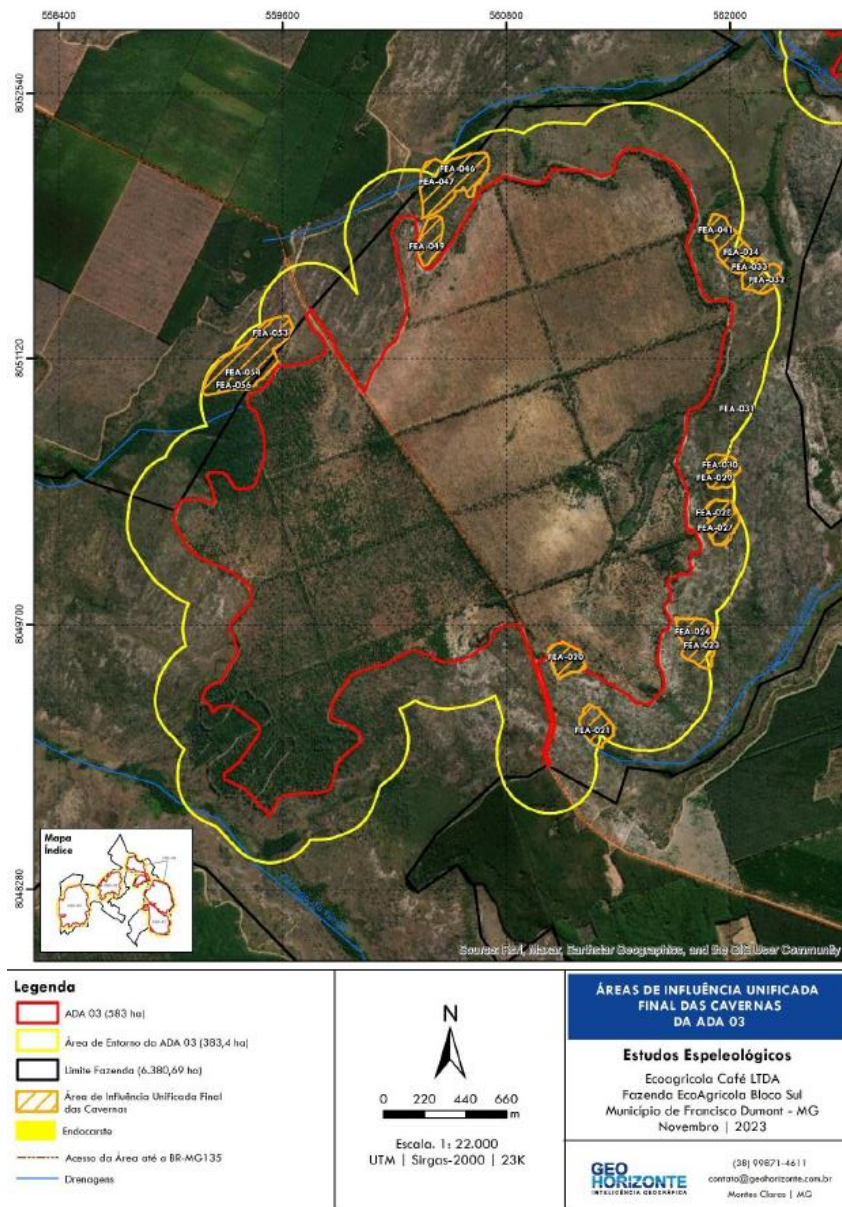 558400 559600 560800 562000
8052540
8051120
8049700
8048280
FEA-046
FEA-047
FEA-049
FEA-041
FEA-034
FEA-033
FEA-032
FEA-053
FEA-054
FEA-056
FEA-031
FEA-030
FEA-029
FEA-028
FEA-027
FEA-024
FEA-023
FEA-020
FEA-021
Mapa
Índice
Source: Esri, Maxar, Earthstar Geographics, and the GIS User Community
Legenda
ADA 03 (583 ha)
Área de Entorno do ADA 03 (383,4 ha)
Limite Fazenda (6.380,69 ha)
Área de Influência Unificada Final
das Cavernas
Endocarste
Acesso da Área até a BR-MG135
Drenagens
N
0 220 440 660
m
Escala. 1: 22.000
UTM | Sirgas-2000 | 23K
ÁREAS DE INFLUÊNCIA UNIFICADA
FINAL DAS CAVERNAS
DA ADA 03
Estudos Espeleológicos
Ecoagrícola Café LTDA
Fazenda EcoAgrícola Bloco Sul
Município de Francisco Dumont - MG
Novembro | 2023
GEO
HORIZONTE
INTELIGÊNCIA GEOGRÁFICA
(38) 99871-4611
contato@geohorizonte.com.br
Montes Claros | MG